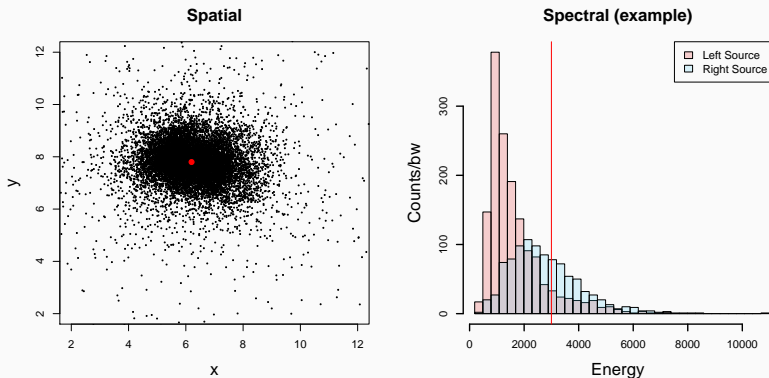 Spatial
12
10
8
6
4
2
y
2 4 6 8 10 12
x
Spectral (example)
Left Source
Right Source
300
100
0
Counts/bw
0 2000 4000 6000 8000 10000
Energy